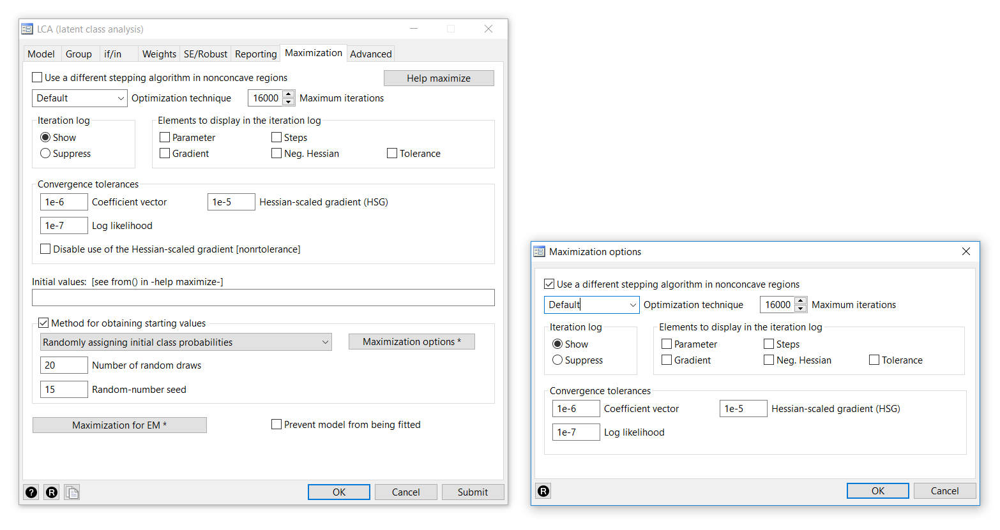 LCA (latent class analysis)
Model Group if/in Weights SE/Robust Reporting Maximization Advanced
Use a different stepping algorithm in nonconcave regions Help maximize
Default Optimization technique 16000 Maximum iterations
Iteration log
Show
Suppress
Elements to display in the iteration log
Parameter Steps
Gradient Neg. Hessian Tolerance
Convergence tolerances
1e-6 Coefficient vector 1e-5 Hessian-scaled gradient (HSG)
1e-7 Log likelihood
Disable use of the Hessian-scaled gradient [nonrtolerance]
Initial values: [see from() in -help maximize-]
Method for obtaining starting values
Randomly assigning initial class probabilities Maximization options *
20 Number of random draws
15 Random-number seed
Maximization for EM * Prevent model from being fitted
? R OK Cancel Submit
Maximization options
Use a different stepping algorithm in nonconcave regions
Default Optimization technique 16000 Maximum iterations
Iteration log
Show
Suppress
Elements to display in the iteration log
Parameter Steps
Gradient Neg. Hessian Tolerance
Convergence tolerances
1e-6 Coefficient vector 1e-5 Hessian-scaled gradient (HSG)
1e-7 Log likelihood
R OK Cancel